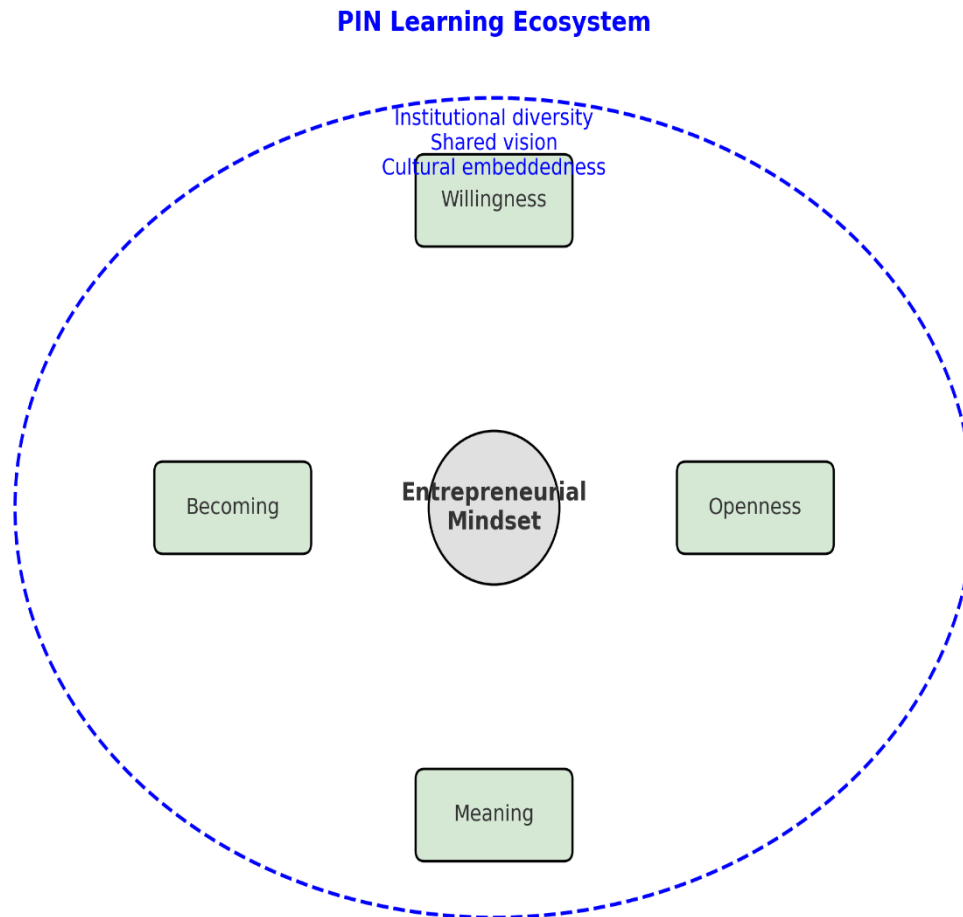 PIN Learning Ecosystem
Institutional diversity
Shared vision
Cultural embeddedness
Willingness
Becoming
Entrepreneurial
Mindset
Openness
Meaning